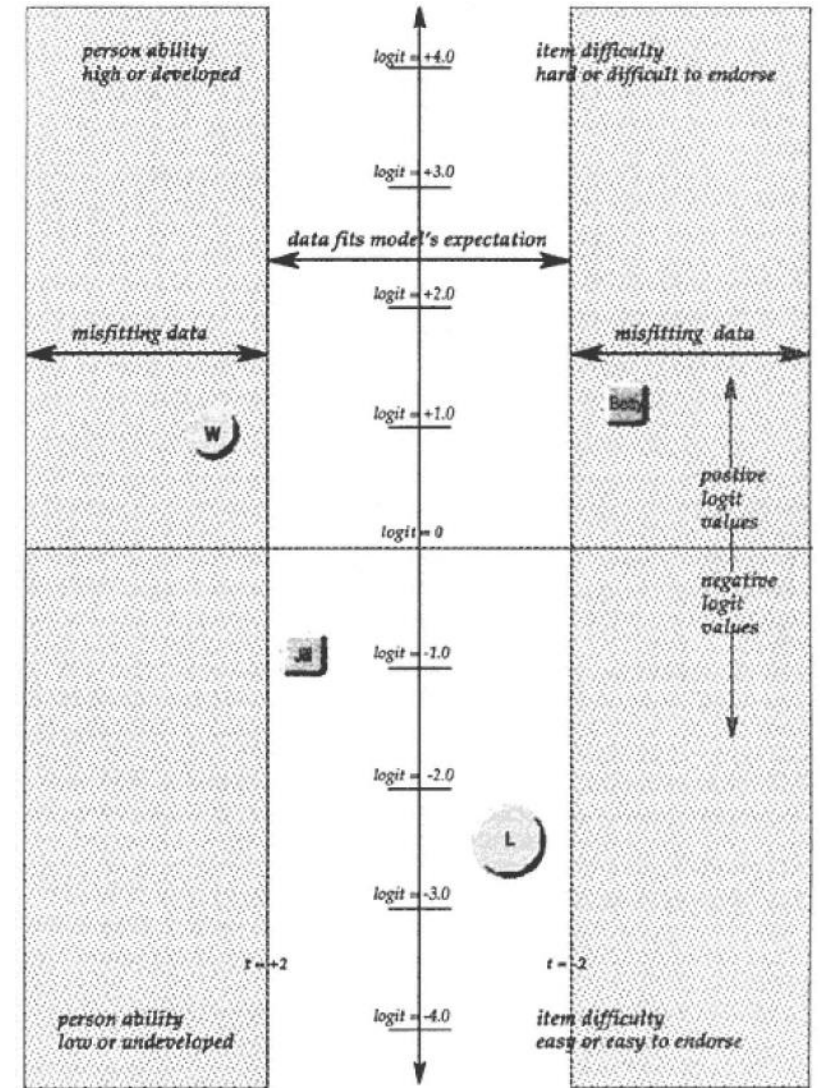 person ability
high or developed
logit = +4.0
item difficulty
hard or difficult to endorse
logit = +3.0
data fits model's expectation
logit = +2.0
misfitting data
misfitting data
W
logit = +1.0
Betty
postive
logit
values
logit = 0
negative
logit
values
Jill
logit = -1.0
logit = -2.0
L
logit = -3.0
t = +2
t = -2
person ability
low or undeveloped
logit = -4.0
item difficulty
easy or easy to endorse